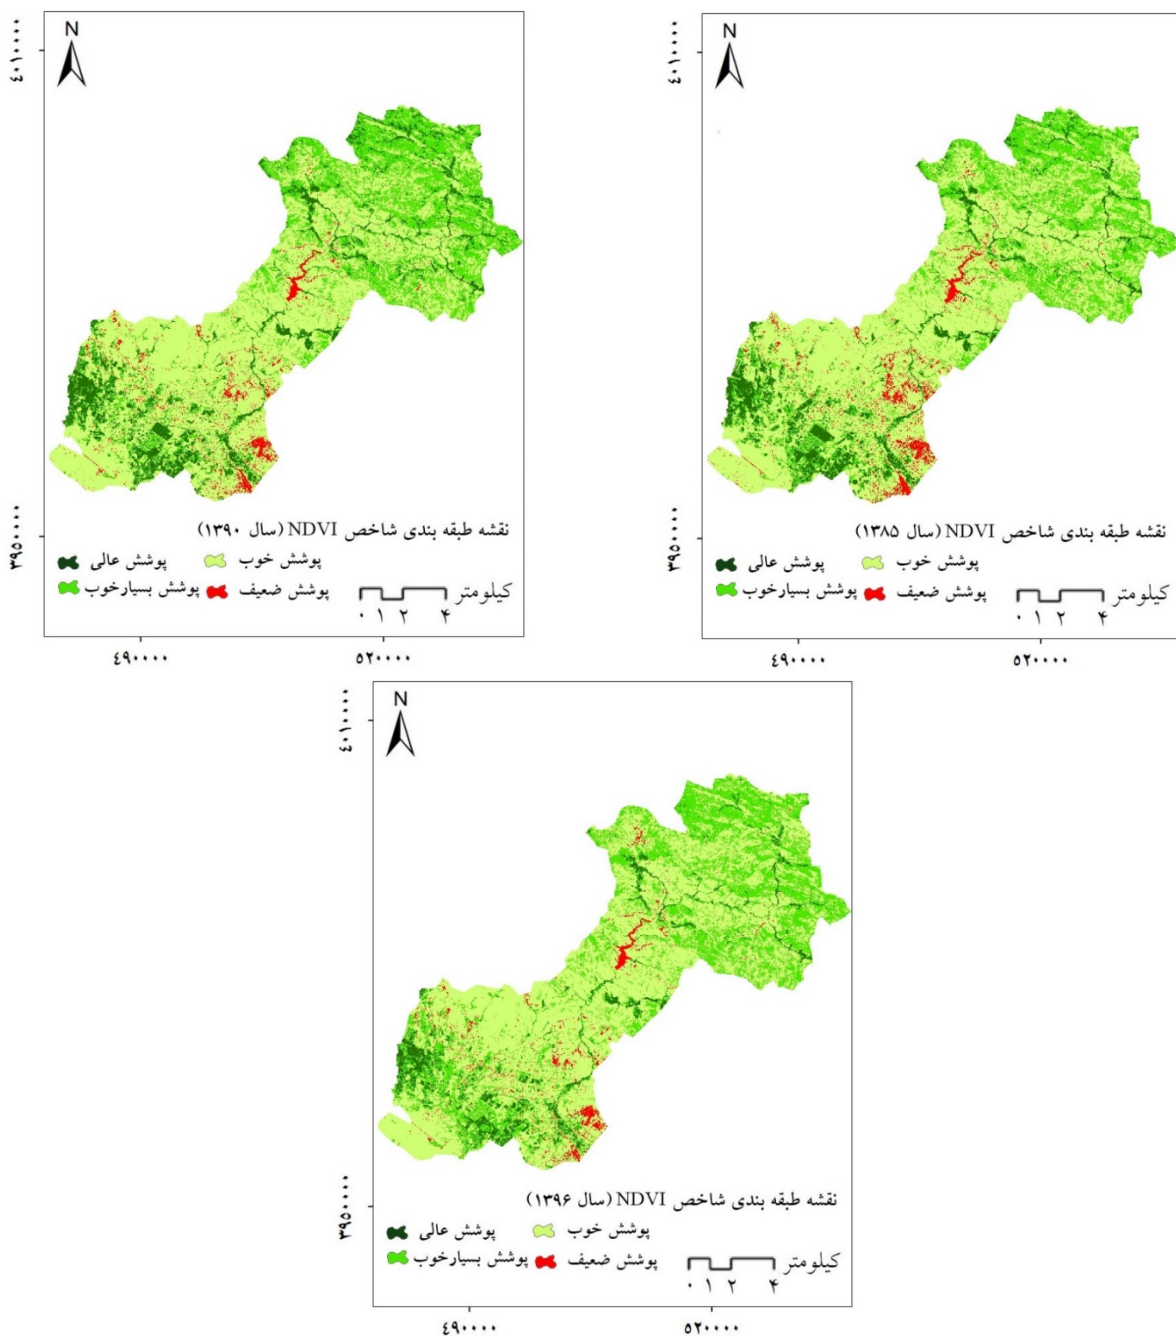 N
٤٠١٠٠٠٠
٣٩٥٠٠٠٠
نقشه طبقه بندی شاخص NDVI (سال ۱۳۹۰)
پوشش خوب
پوشش عالی
پوشش ضعیف
پوشش بسیارخوب
کیلومتر
۰ ۱ ۲ ۴
٤٩٠٠٠٠
٥٢٠٠٠٠
N
٤٠١٠٠٠٠
٣٩٥٠٠٠٠
نقشه طبقه بندی شاخص NDVI (سال ۱۳۸۵)
پوشش خوب
پوشش عالی
پوشش ضعیف
پوشش بسیارخوب
کیلومتر
۰ ۱ ۲ ۴
٤٩٠٠٠٠
٥٢٠٠٠٠
N
٤٠١٠٠٠٠
٣٩٥٠٠٠٠
نقشه طبقه بندی شاخص NDVI (سال ۱۳۹۶)
پوشش خوب
پوشش عالی
پوشش ضعیف
پوشش بسیارخوب
کیلومتر
۰ ۱ ۲ ۴
٤٩٠٠٠٠
٥٢٠٠٠٠